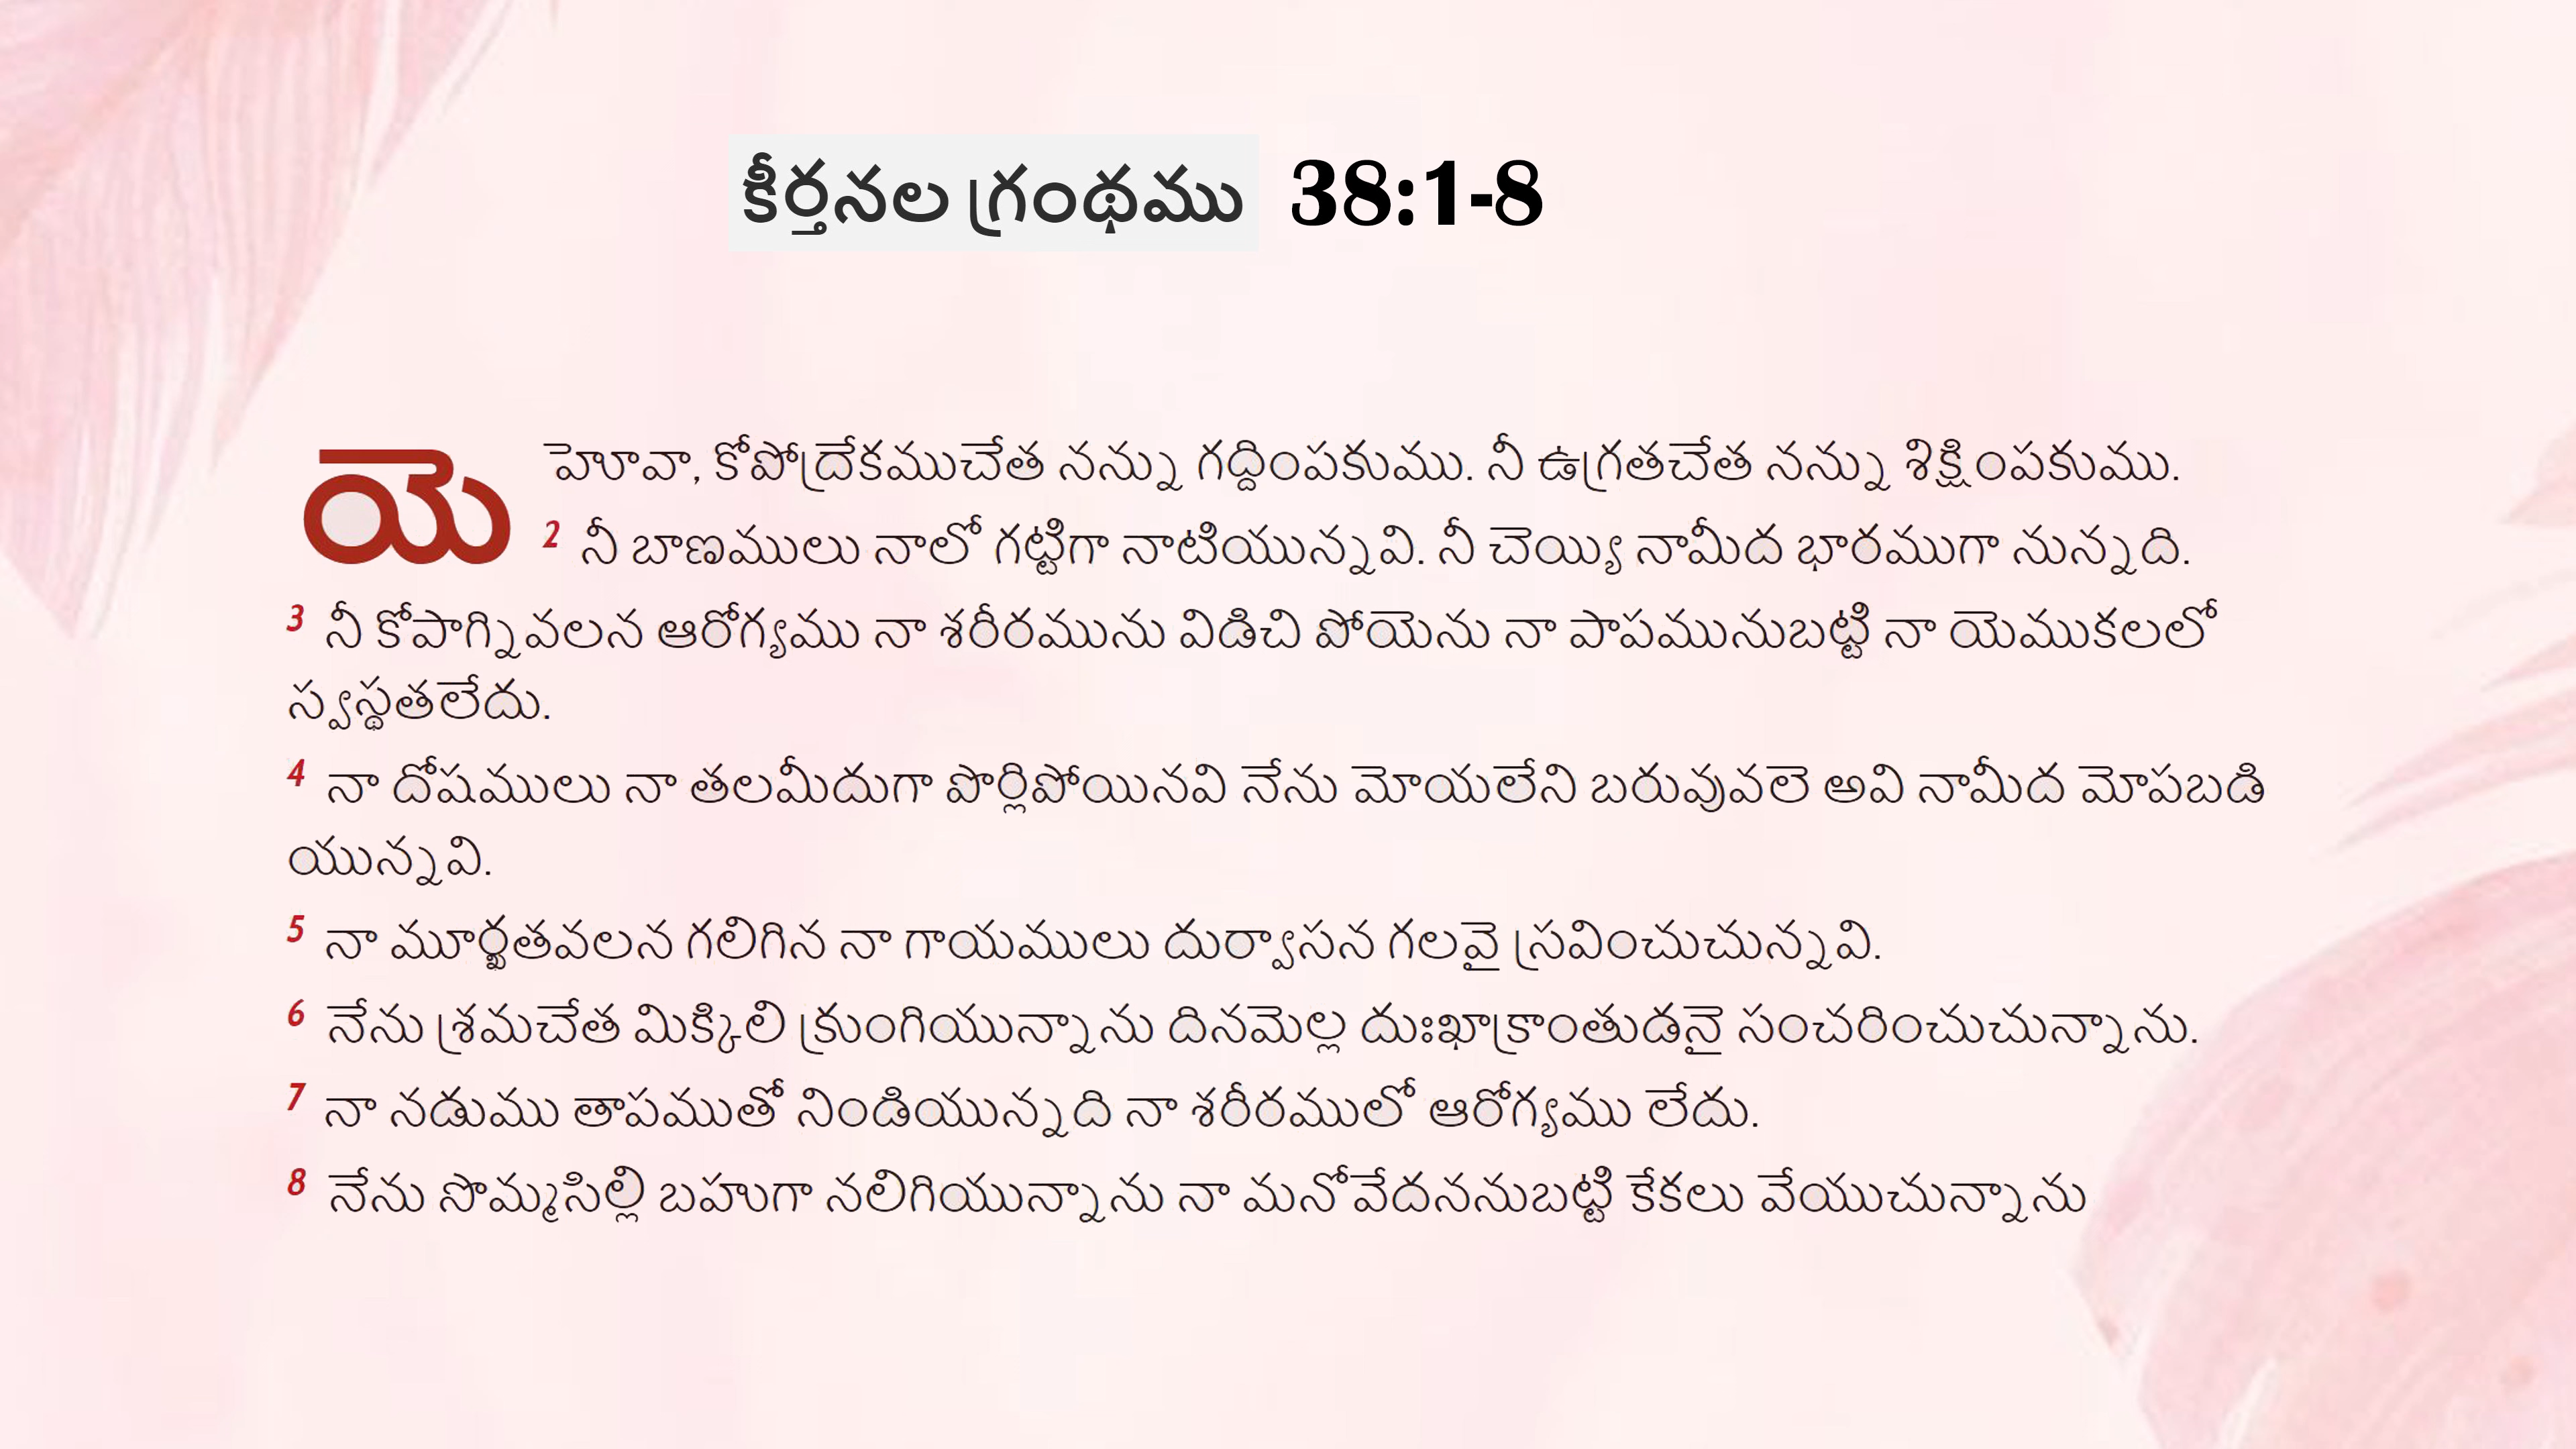 కీర్తనల గ్రంథము 38:1-8
యెహెూవా, కోపోద్రేకముచేత నన్ను గద్దింపకుము. నీ ఉగ్రతచేత నన్ను శిక్షింపకుము.
2 నీ బాణములు నాలో గట్టిగా నాటియున్నవి. నీ చెయ్యి నామీద భారముగా నున్నది.
3 నీ కోపాగ్నివలన ఆరోగ్యము నా శరీరమును విడిచి పోయెను నా పాపమునుబట్టి నా యెముకలలో
స్వస్థతలేదు.
4 నా దోషములు నా తలమీదుగా పొర్లిపోయినవి నేను మోయలేని బరువువలె అవి నామీద మోపబడి
యున్నవి.
5 నా మూర్ఖతవలన గలిగిన నా గాయములు దుర్వాసన గలవై స్రవించుచున్నవి.
6 నేను శ్రమచేత మిక్కిలి క్రుంగియున్నాను దినమెల్ల దుఃఖాక్రాంతుడనై సంచరించుచున్నాను.
7 నా నడుము తాపముతో నిండియున్నది నా శరీరములో ఆరోగ్యము లేదు.
8 నేను సొమ్మసిల్లి బహుగా నలిగియున్నాను నా మనోవేదననుబట్టి కేకలు వేయుచున్నాను